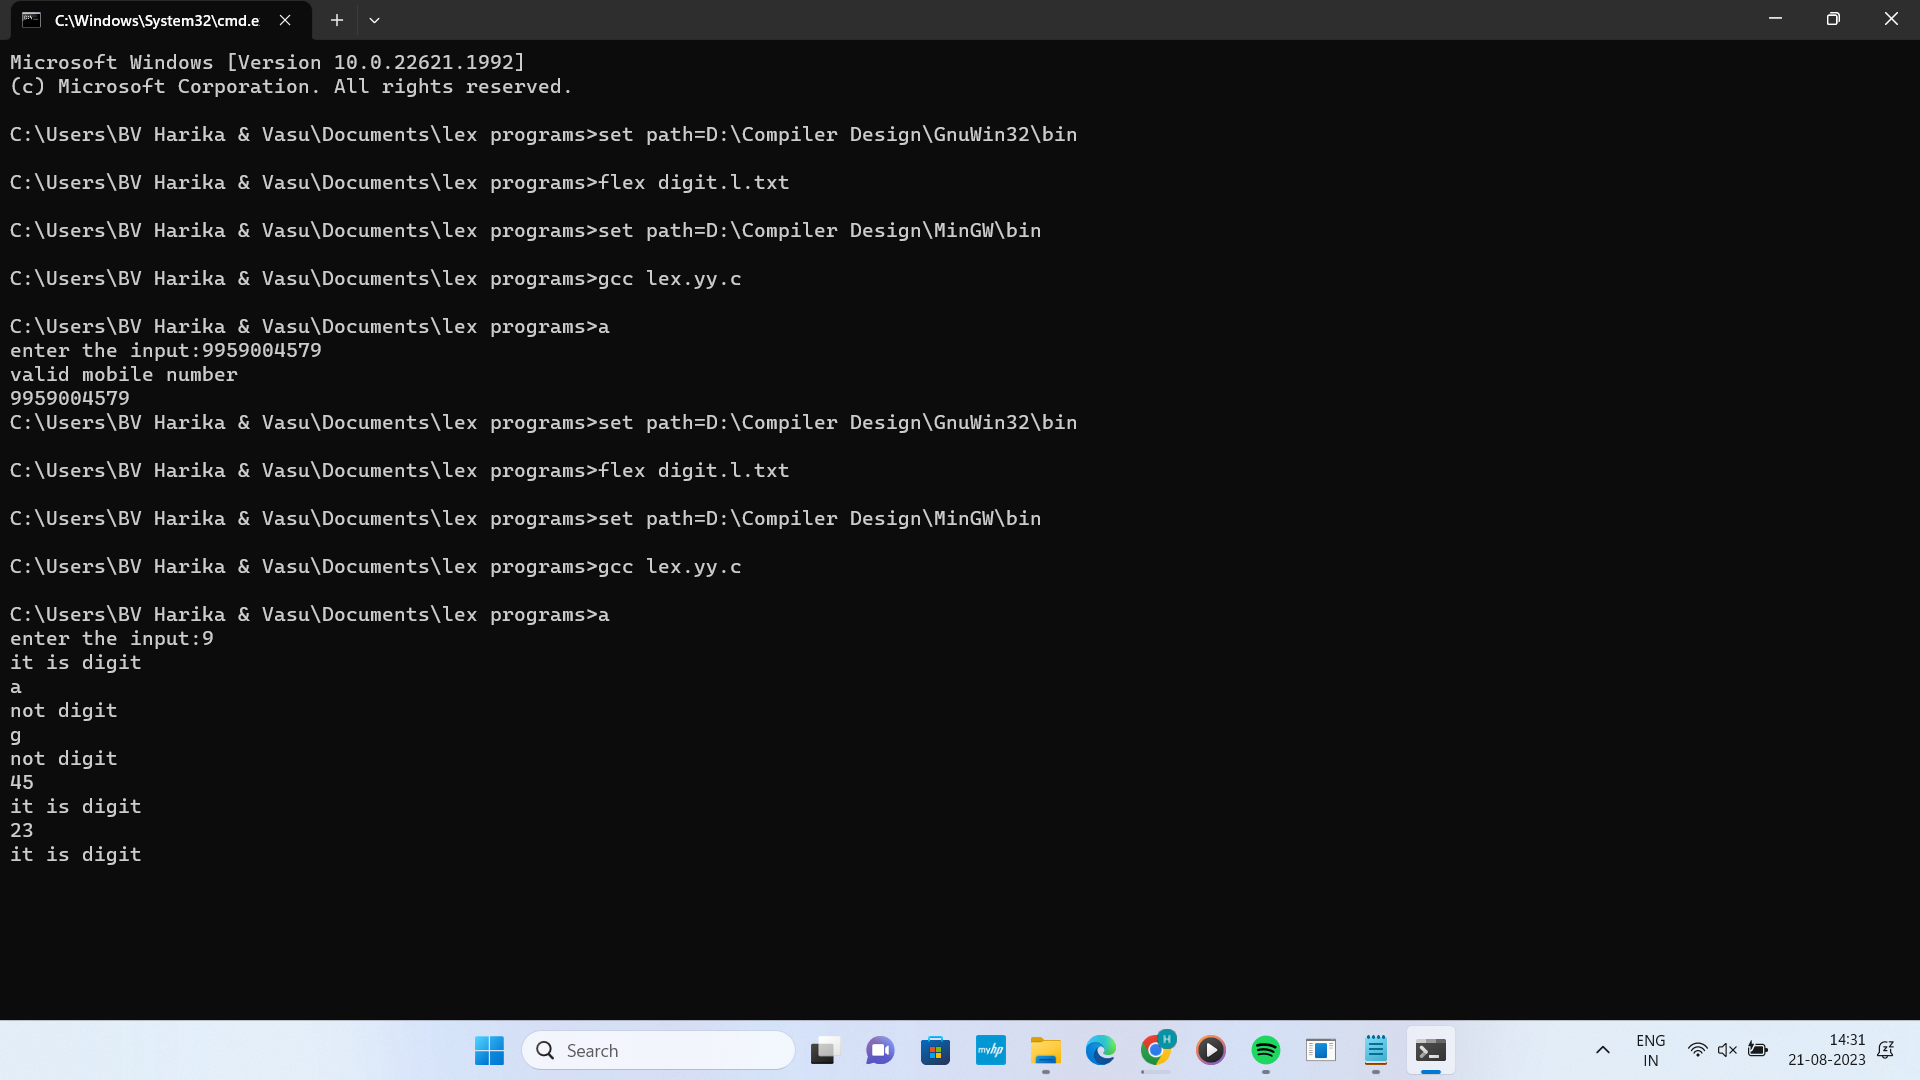 C:\Windows\System32\cmd.e
Microsoft Windows [Version 10.0.22621.1992]
(c) Microsoft Corporation. All rights reserved.
C:\Users\BV Harika & Vasu\Documents\lex programs>set path=D:\Compiler Design\GnuWin32\bin
C:\Users\BV Harika & Vasu\Documents\lex programs>flex digit.l.txt
C:\Users\BV Harika & Vasu\Documents\lex programs>set path=D:\Compiler Design\MinGW\bin
C:\Users\BV Harika & Vasu\Documents\lex programs>gcc lex.yy.c
C:\Users\BV Harika & Vasu\Documents\lex programs>a
enter the input:9959004579
valid mobile number
9959004579
C:\Users\BV Harika & Vasu\Documents\lex programs>set path=D:\Compiler Design\GnuWin32\bin
C:\Users\BV Harika & Vasu\Documents\lex programs>flex digit.l.txt
C:\Users\BV Harika & Vasu\Documents\lex programs>set path=D:\Compiler Design\MinGW\bin
C:\Users\BV Harika & Vasu\Documents\lex programs>gcc lex.yy.c
C:\Users\BV Harika & Vasu\Documents\lex programs>a
enter the input:9
it is digit
a
not digit
g
not digit
45
it is digit
23
it is digit
Search
myhp
H
ENG
IN
14:31
21-08-2023